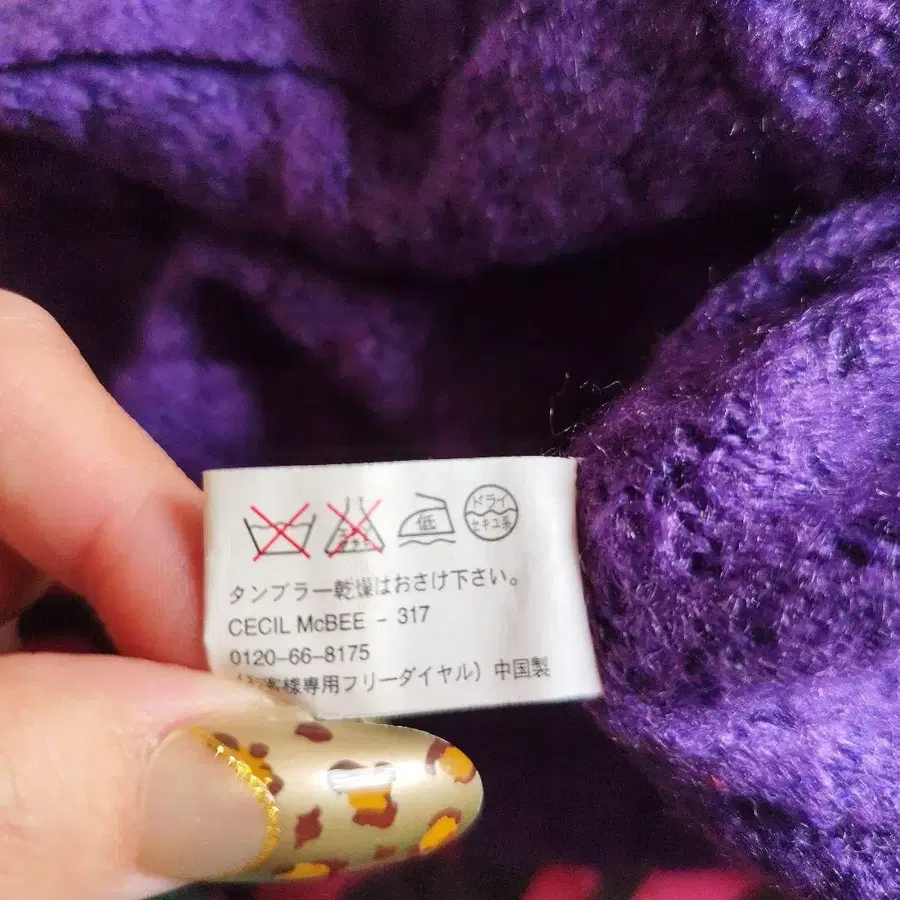 低 ドライ
セキユ系
タンブラー乾燥はおさけ下さい。
CECIL McBEE - 317
0120-66-8175
客様専用フリーダイヤル) 中国製